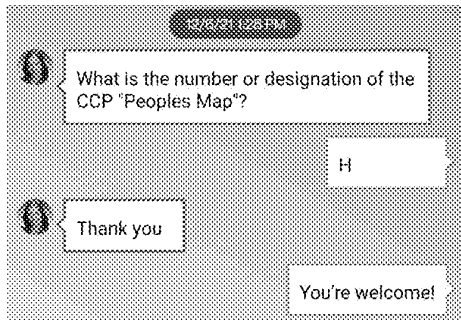 What is the number or designation of the
CCP "Peoples Map"?
H
Thank you
You're welcome!